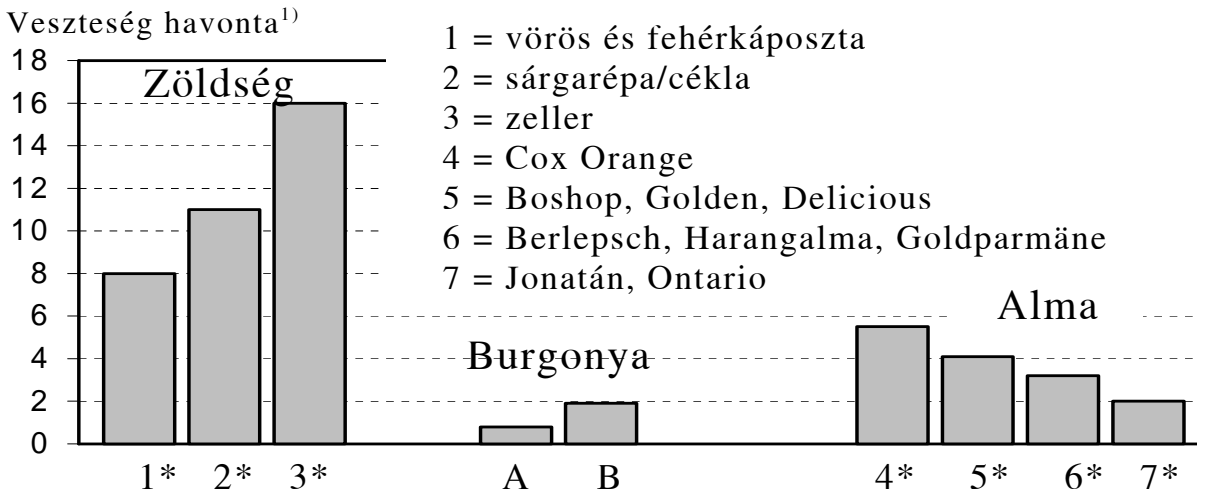 Veszteség havonta1)
18
16
14
12
10
8
6
4
2
0
Zöldség
1 = vörös és fehérkáposzta
2 = sárgarépa/cékla
3 = zeller
4 = Cox Orange
5 = Boshop, Golden, Delicious
6 = Berlepsch, Harangalma, Goldparmäne
7 = Jonatán, Ontario
Burgonya
Alma
1* 2* 3* A B 4* 5* 6* 7*